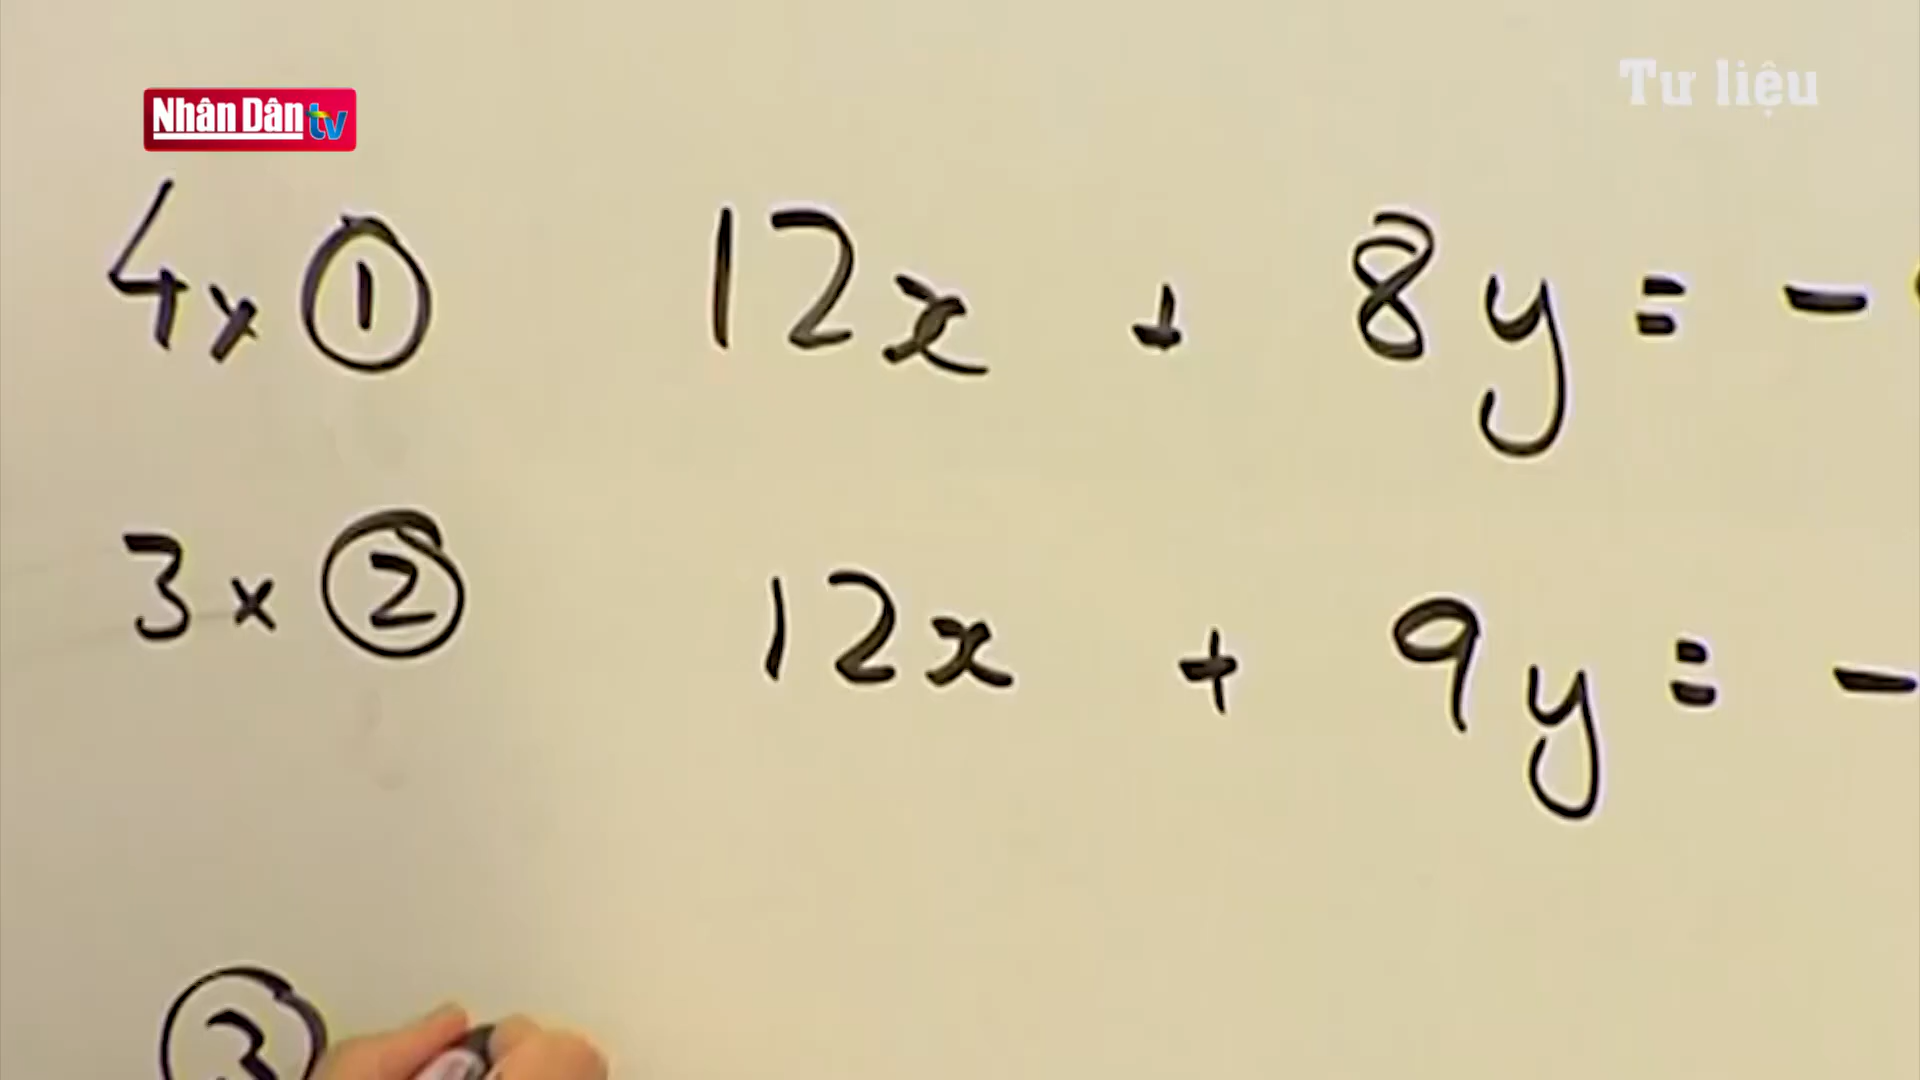 Tư liệu
Nhân Dân tv
4x ① 12x + 8y = -
3 x ② 12x + 9y = -
③